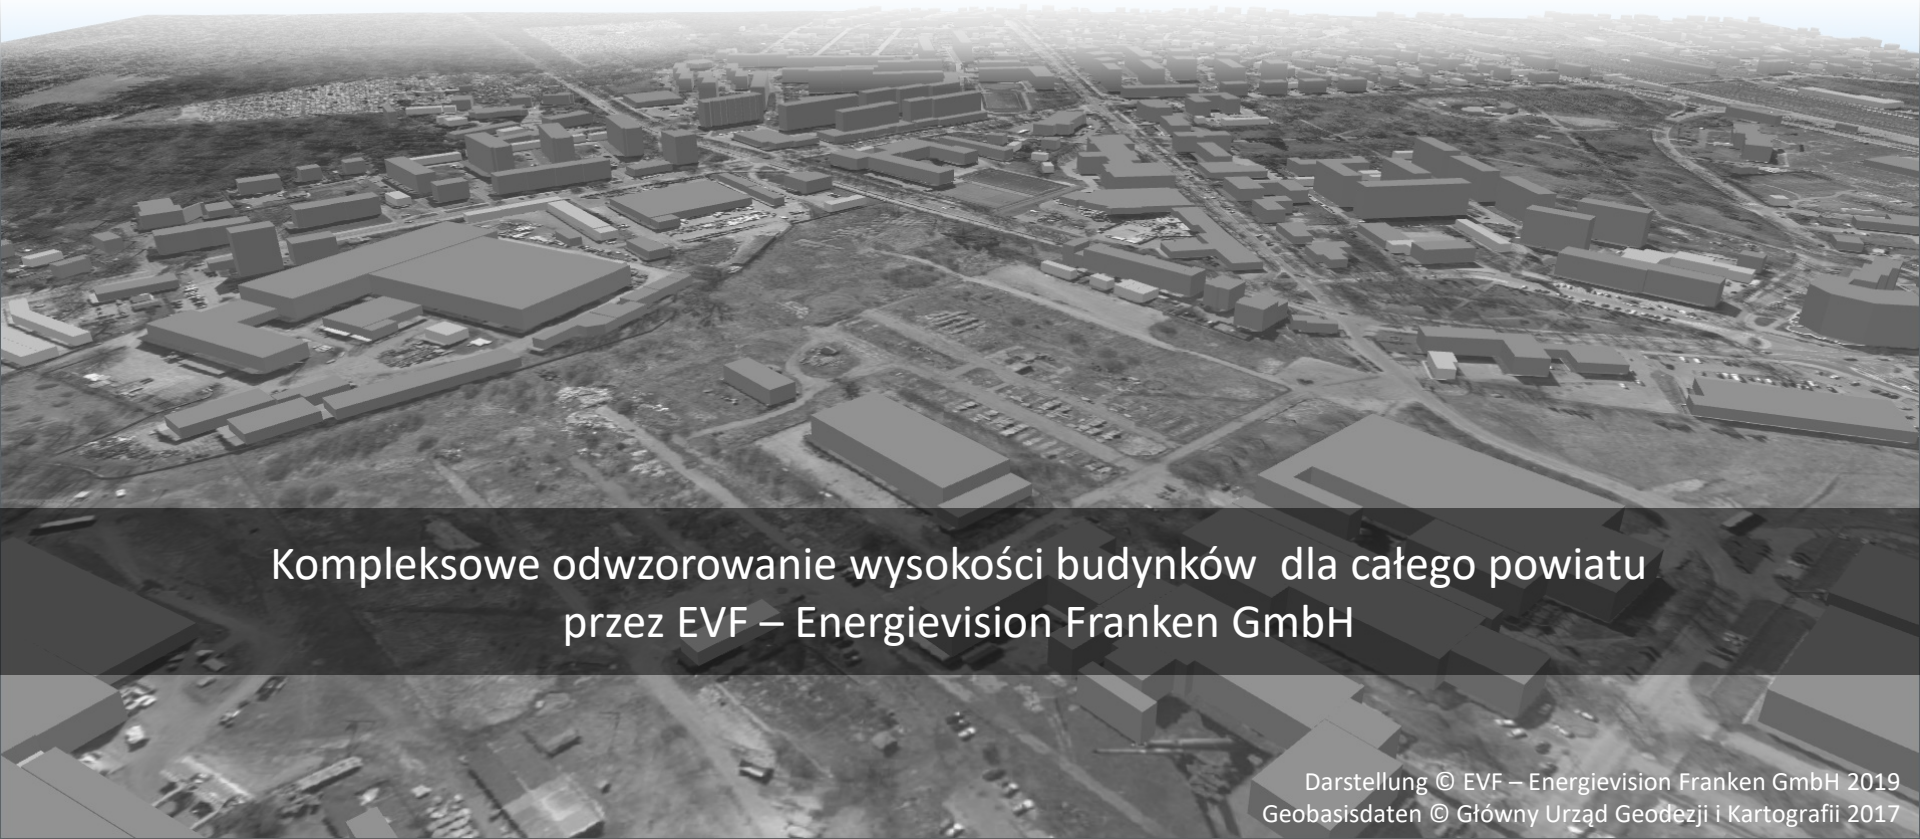 Kompleksowe odwzorowanie wysokości budynków  dla całego powiatu
przez EVF – Energievision Franken GmbH
Darstellung © EVF – Energievision Franken GmbH 2019
Geobasisdaten © Główny Urząd Geodezji i Kartografii 2017